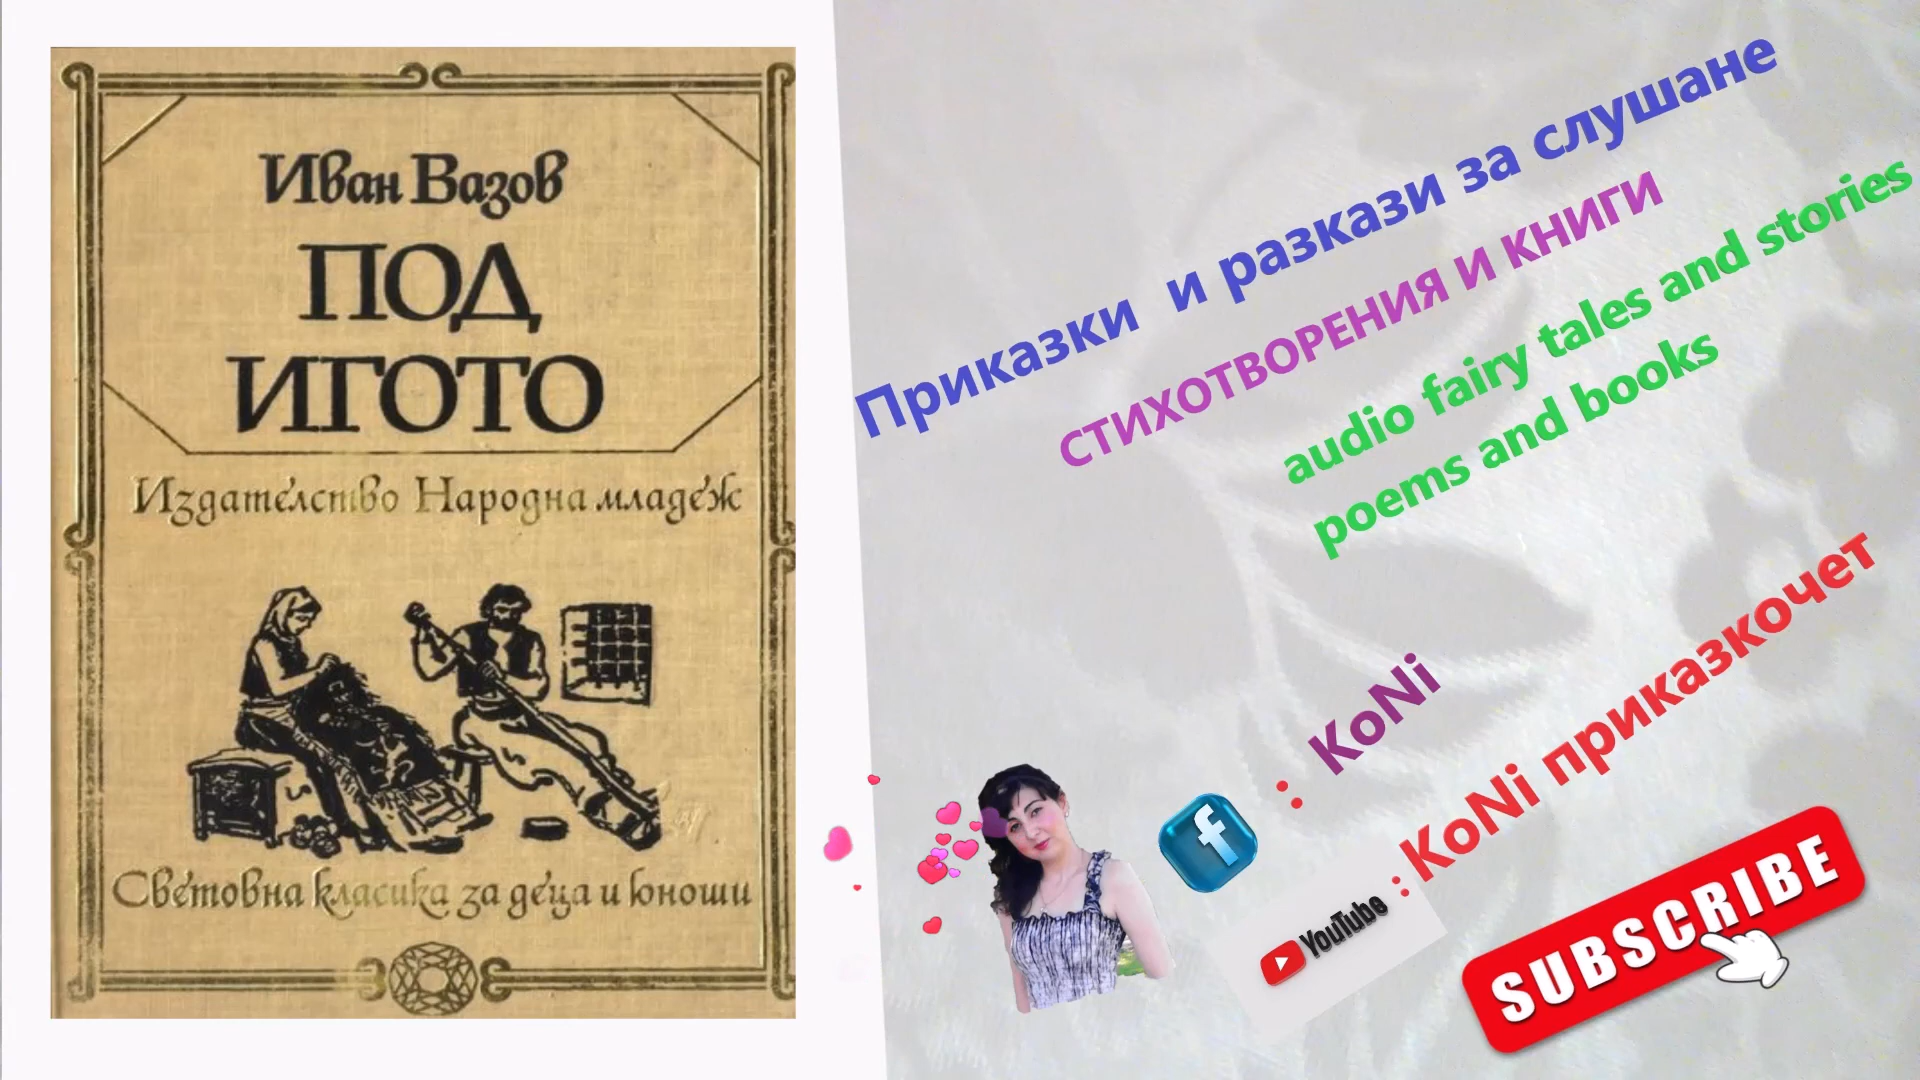 Иван Вазов
ПОД
ИГОТО
Издателство Народна младеж
Световна класика за деца и юноши
Приказки и разкази за слушане
СТИХОТВОРЕНИЯ И КНИГИ
audio fairy tales and stories
poems and books
f : KoNi
YouTube : KoNi приказкочет
SUBSCRIBE